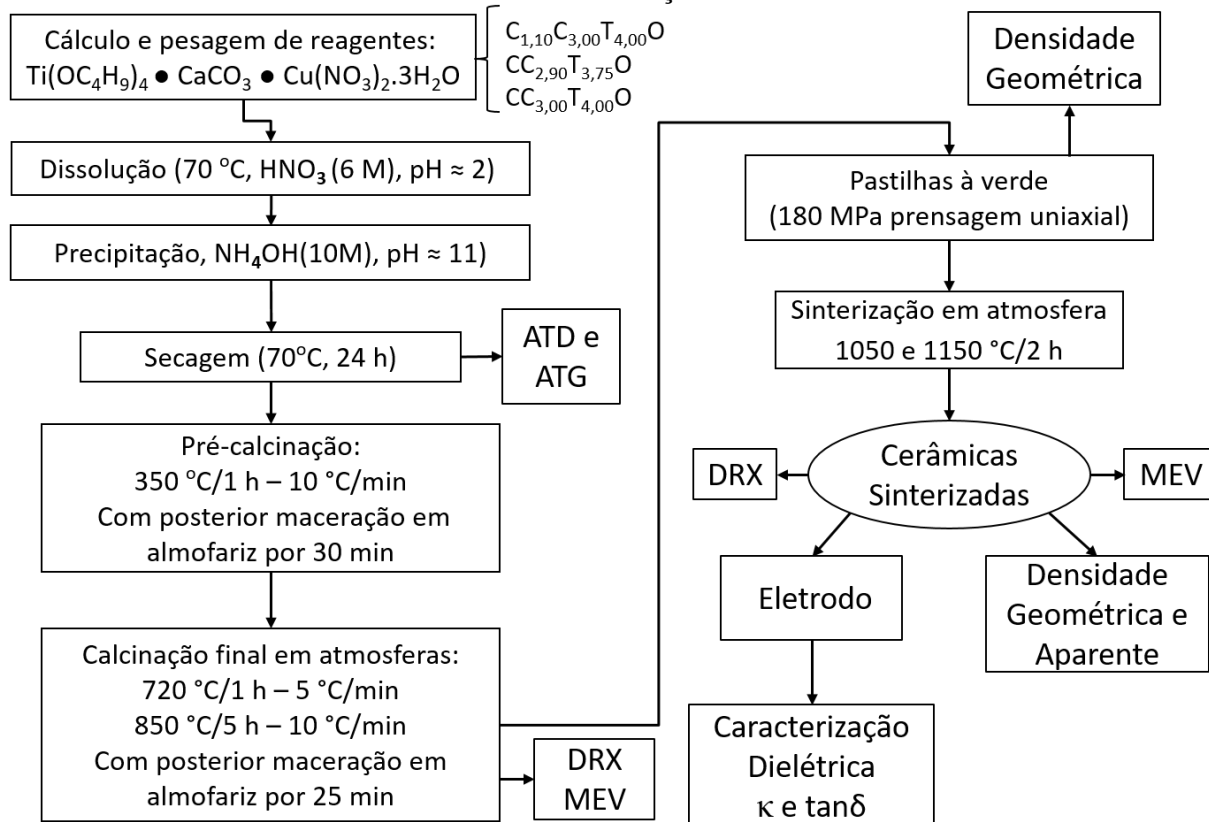 Cálculo e pesagem de reagentes:
Ti(OC₄H₉)₄ ● CaCO₃ ● Cu(NO₃)₂.3H₂O
C₁,₁₀C₃,₀₀T₄,₀₀O
CC₂,₉₀T₃,₇₅O
CC₃,₀₀T₄,₀₀O
Dissolução (70 °C, HNO₃ (6 M), pH ≈ 2)
Precipitação, NH₄OH(10M), pH ≈ 11)
Secagem (70°C, 24 h)
ATD e
ATG
Pré-calcinação:
350 °C/1 h – 10 °C/min
Com posterior maceração em
almofariz por 30 min
Calcinação final em atmosferas:
720 °C/1 h – 5 °C/min
850 °C/5 h – 10 °C/min
Com posterior maceração em
almofariz por 25 min
DRX
MEV
Densidade
Geométrica
Pastilhas à verde
(180 MPa prensagem uniaxial)
Sinterização em atmosfera
1050 e 1150 °C/2 h
Cerâmicas
Sinterizadas
DRX
MEV
Eletrodo
Densidade
Geométrica e
Aparente
Caracterização
Dielétrica
κ e tanδ